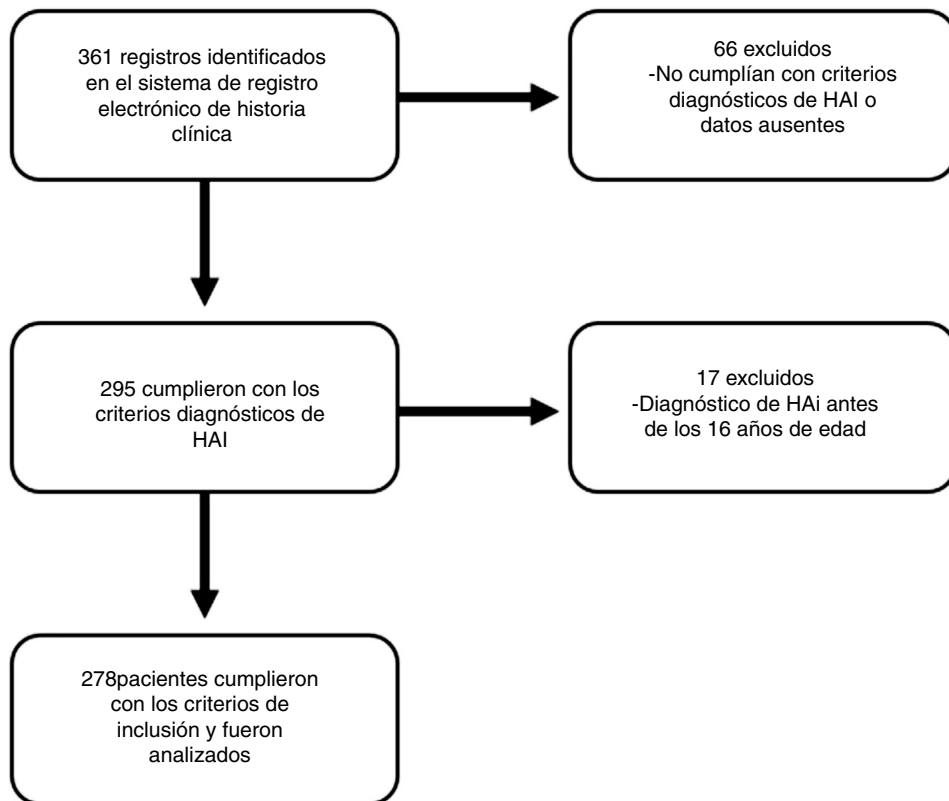 361 registros identificados
en el sistema de registro
electrónico de historia
clínica
66 excluidos
-No cumplían con criterios
diagnósticos de HAI o
datos ausentes
295 cumplieron con los
criterios diagnósticos de
HAI
17 excluidos
-Diagnóstico de HAi antes
de los 16 años de edad
278pacientes cumplieron
con los criterios de
inclusión y fueron
analizados